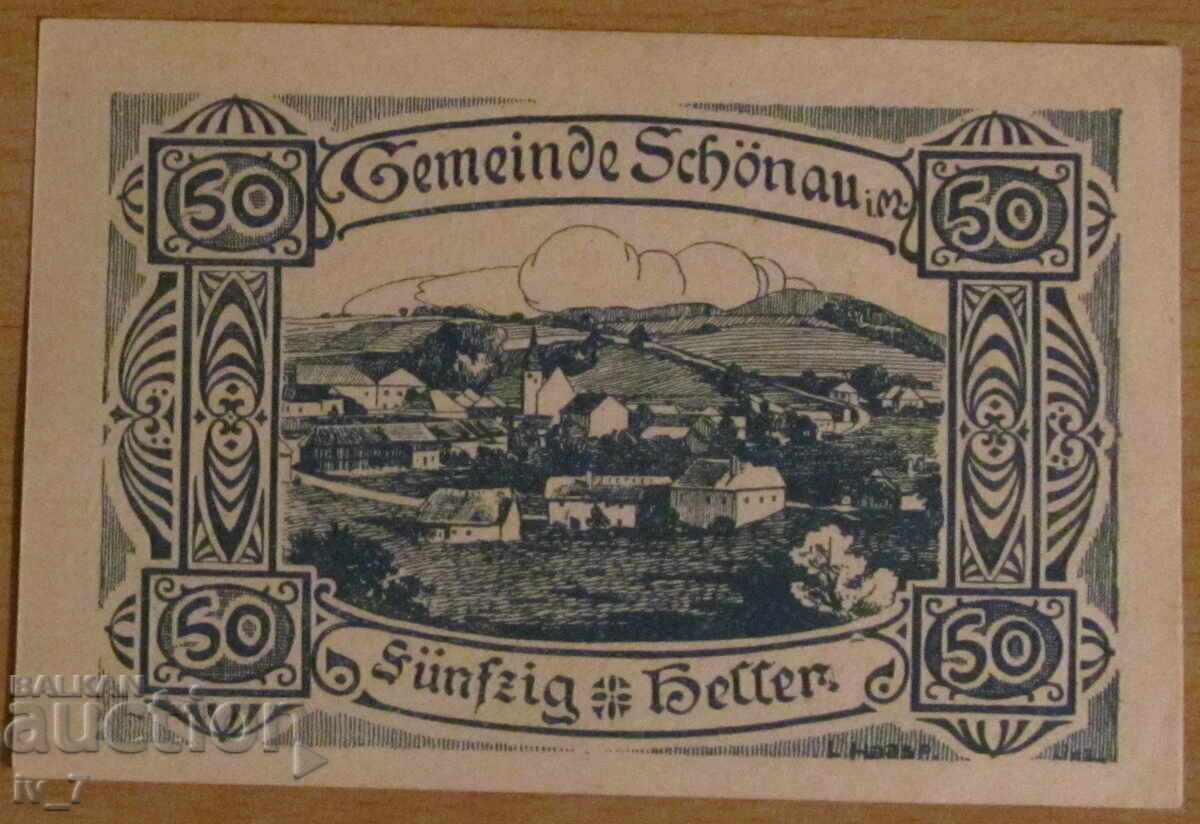 50
Gemeinde Schönau i.M.
50
50
Fünfzig Heller.
50
BALKAN
auction
iv_7